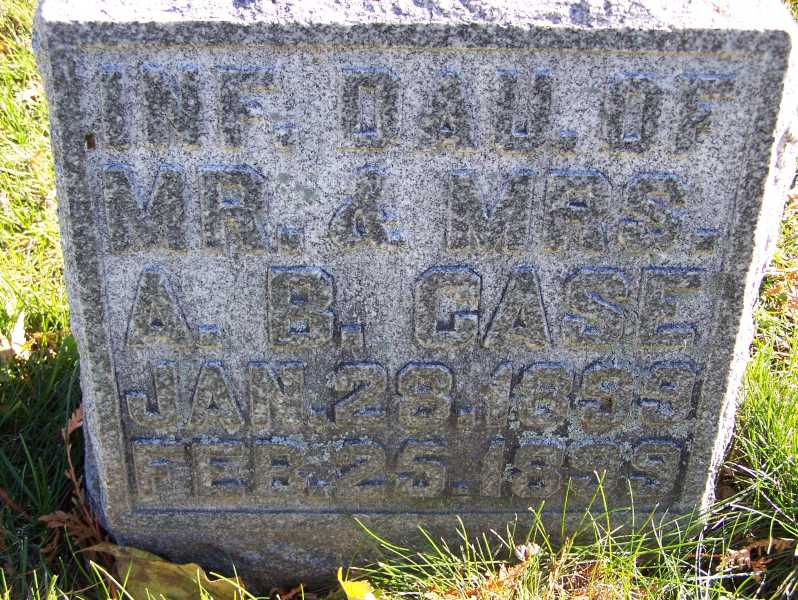 INF. DAU. OF
MR. & MRS.
A. B. CASE
JAN. 28. 1899
FEB. 25. 1899